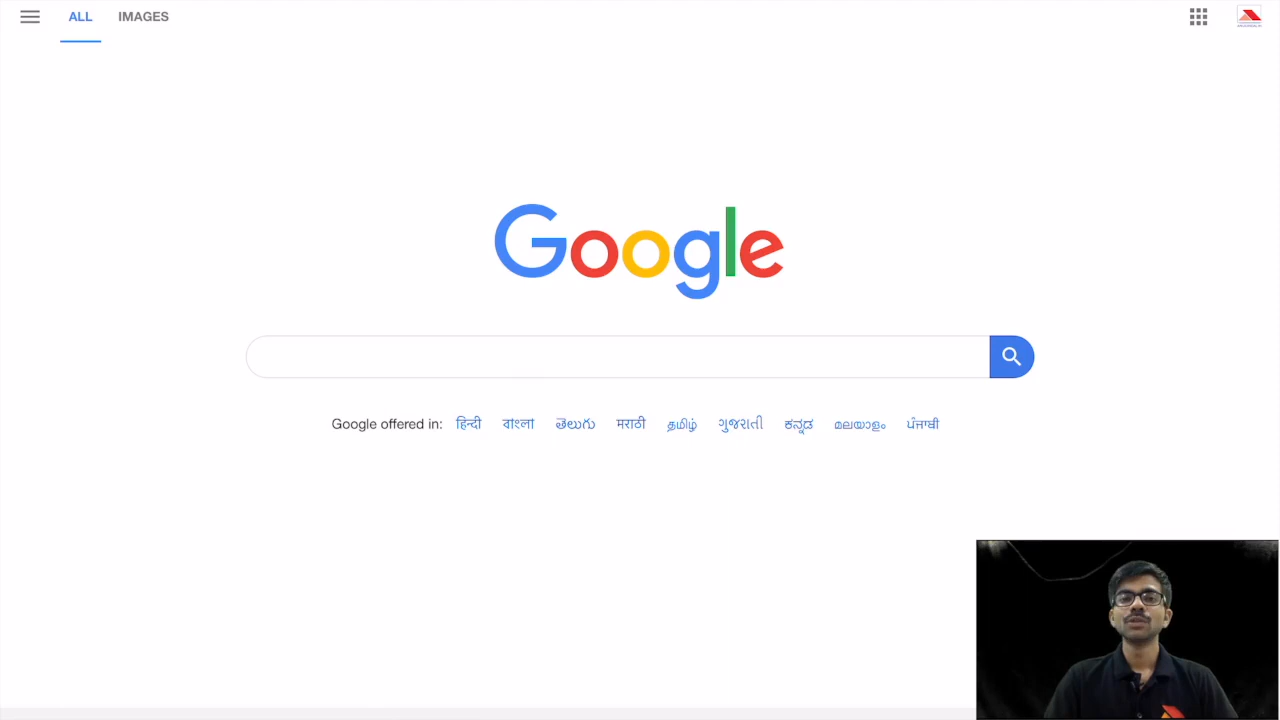 ALL IMAGES
Google
Google offered in: हिन्दी বাংলা తెలుగు मराठी தமிழ் ગુજરાતી ಕನ್ನಡ മലയാളം ਪੰਜਾਬੀ